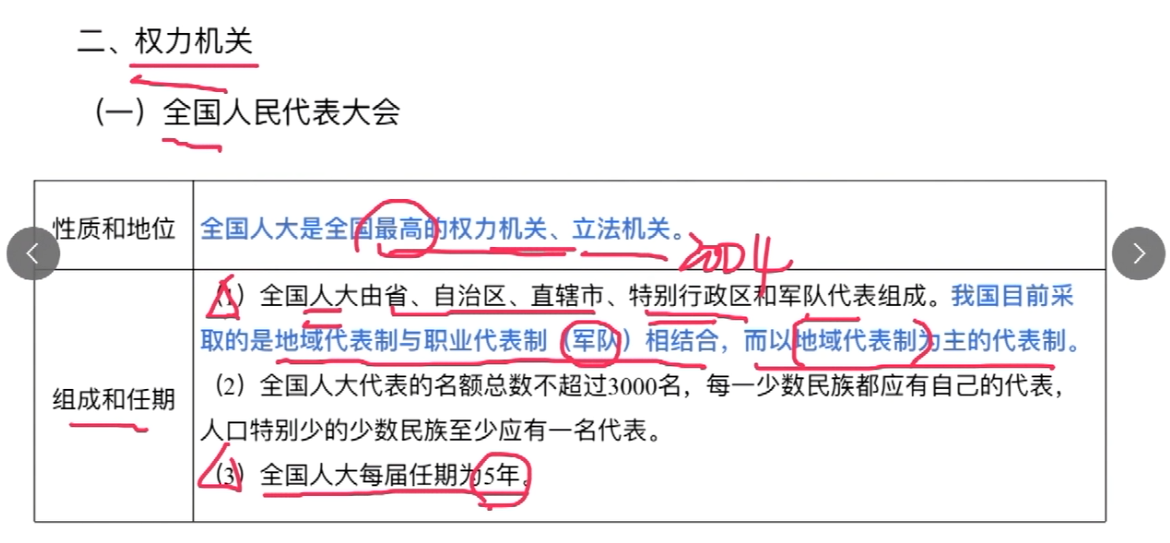 二、权力机关
（一）全国人民代表大会
性质和地位
全国人大是全国最高的权力机关、立法机关。
2004
组成和任期
（1）全国人大由省、自治区、直辖市、特别行政区和军队代表组成。我国目前采
取的是地域代表制与职业代表制（军队）相结合，而以地域代表制为主的代表制。
（2）全国人大代表的名额总数不超过3000名，每一少数民族都应有自己的代表，
人口特别少的少数民族至少应有一名代表。
（3）全国人大每届任期为5年。